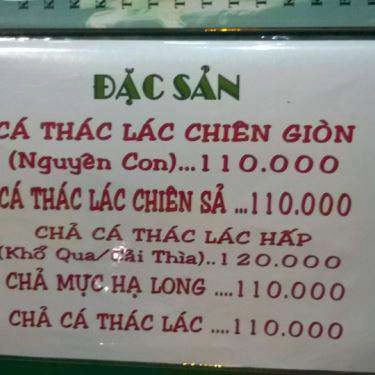 ĐẶC SẢN
CÁ THÁC LÁC CHIÊN GIÒN
(Nguyên Con)...110.000
CÁ THÁC LÁC CHIÊN SẢ ...110.000
CHẢ CÁ THÁC LÁC HẤP
(Khổ Qua/Cải Thìa)..120.000
CHẢ MỰC HẠ LONG ....110.000
CHẢ CÁ THÁC LÁC ....110.000